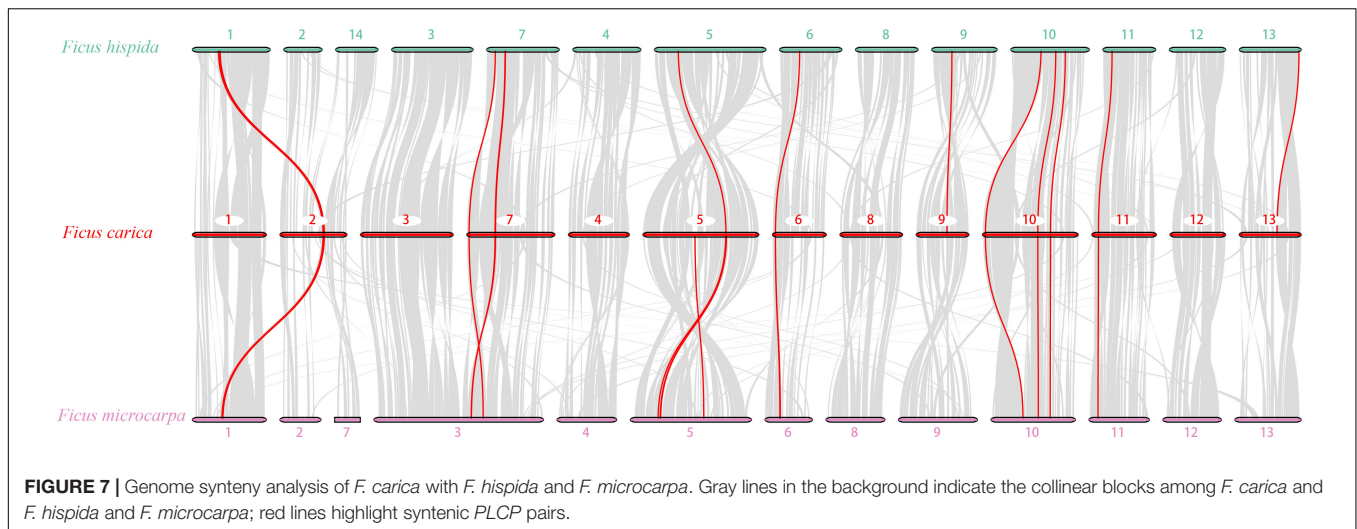 1 2 14 3 7 4 5 6 8 9 10 11 12 13
Ficus hispida
1 2 3 7 4 5 6 8 9 10 11 12 13
Ficus carica
Ficus microcarpa
1 2 7 3 4 5 6 8 9 10 11 12 13
FIGURE 7 | Genome synteny analysis of F. carica with F. hispida and F. microcarpa. Gray lines in the background indicate the collinear blocks among F. carica and
F. hispida and F. microcarpa; red lines highlight syntenic PLCP pairs.